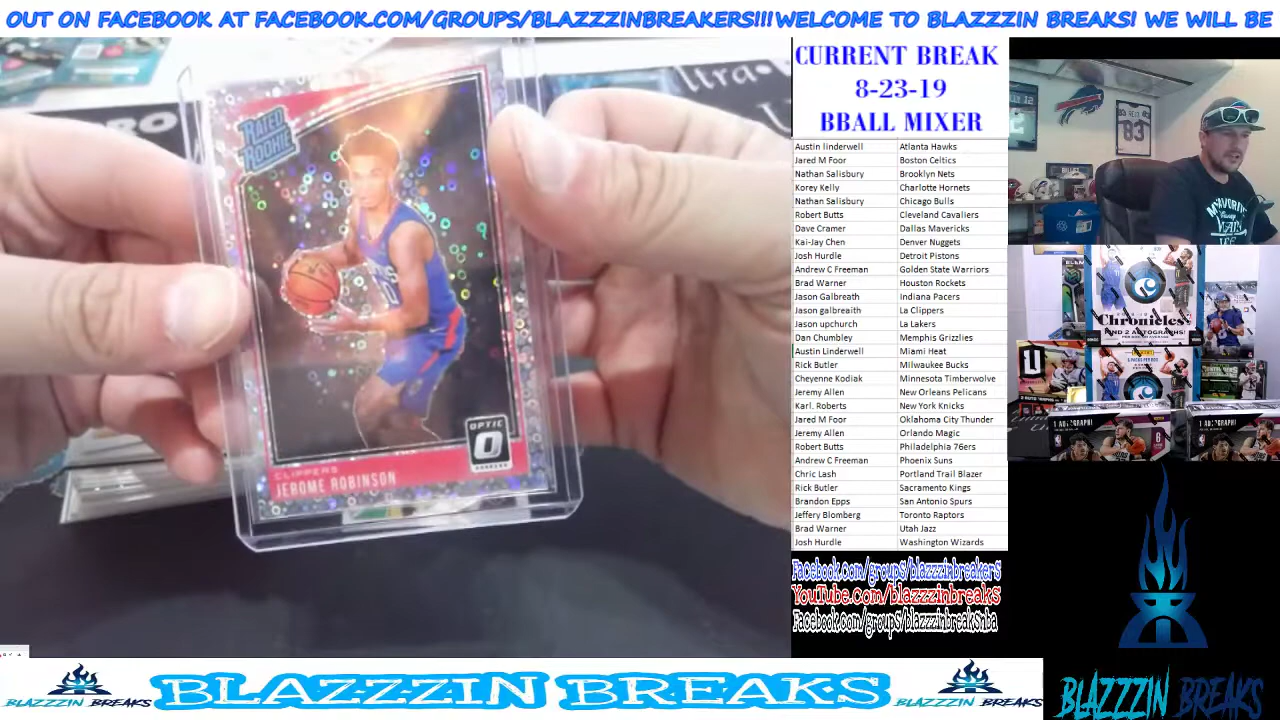 OUT ON FACEBOOK AT FACEBOOK.COM/GROUPS/BLAZZZINBREAKERS!!!WELCOME TO BLAZZZIN BREAKS! WE WILL BE
RATED
ROOKIE
OPTIC
CLIPPERS
JEROME ROBINSON
CURRENT BREAK
8-23-19
BBALL MIXER
Austin linderwell Atlanta Hawks
Jared M Foor Boston Celtics
Nathan Salisbury Brooklyn Nets
Korey Kelly Charlotte Hornets
Nathan Salisbury Chicago Bulls
Robert Butts Cleveland Cavaliers
Dave Cramer Dallas Mavericks
Kai-Jay Chen Denver Nuggets
Josh Hurdle Detroit Pistons
Andrew C Freeman Golden State Warriors
Brad Warner Houston Rockets
Jason Galbreath Indiana Pacers
Jason galbreaith La Clippers
Jason upchurch La Lakers
Dan Chumbley Memphis Grizzlies
Austin Linderwell Miami Heat
Rick Butler Milwaukee Bucks
Cheyenne Kodiak Minnesota Timberwolve
Jeremy Allen New Orleans Pelicans
Karl. Roberts New York Knicks
Jared M Foor Oklahoma City Thunder
Jeremy Allen Orlando Magic
Robert Butts Philadelphia 76ers
Andrew C Freeman Phoenix Suns
Chric Lash Portland Trail Blazer
Rick Butler Sacramento Kings
Brandon Epps San Antonio Spurs
Jeffery Blomberg Toronto Raptors
Brad Warner Utah Jazz
Josh Hurdle Washington Wizards
Facebook.com/groups/blazzzinbreakers
YouTube.com/blazzzinbreaks
Facebook.com/groups/blazzzinbreaksnba
83
Chronicles
BLAZZZIN BREAKS
BLAZZZIN BREAKS
BLAZZZIN BREAKS
BLAZZZIN BREAKS